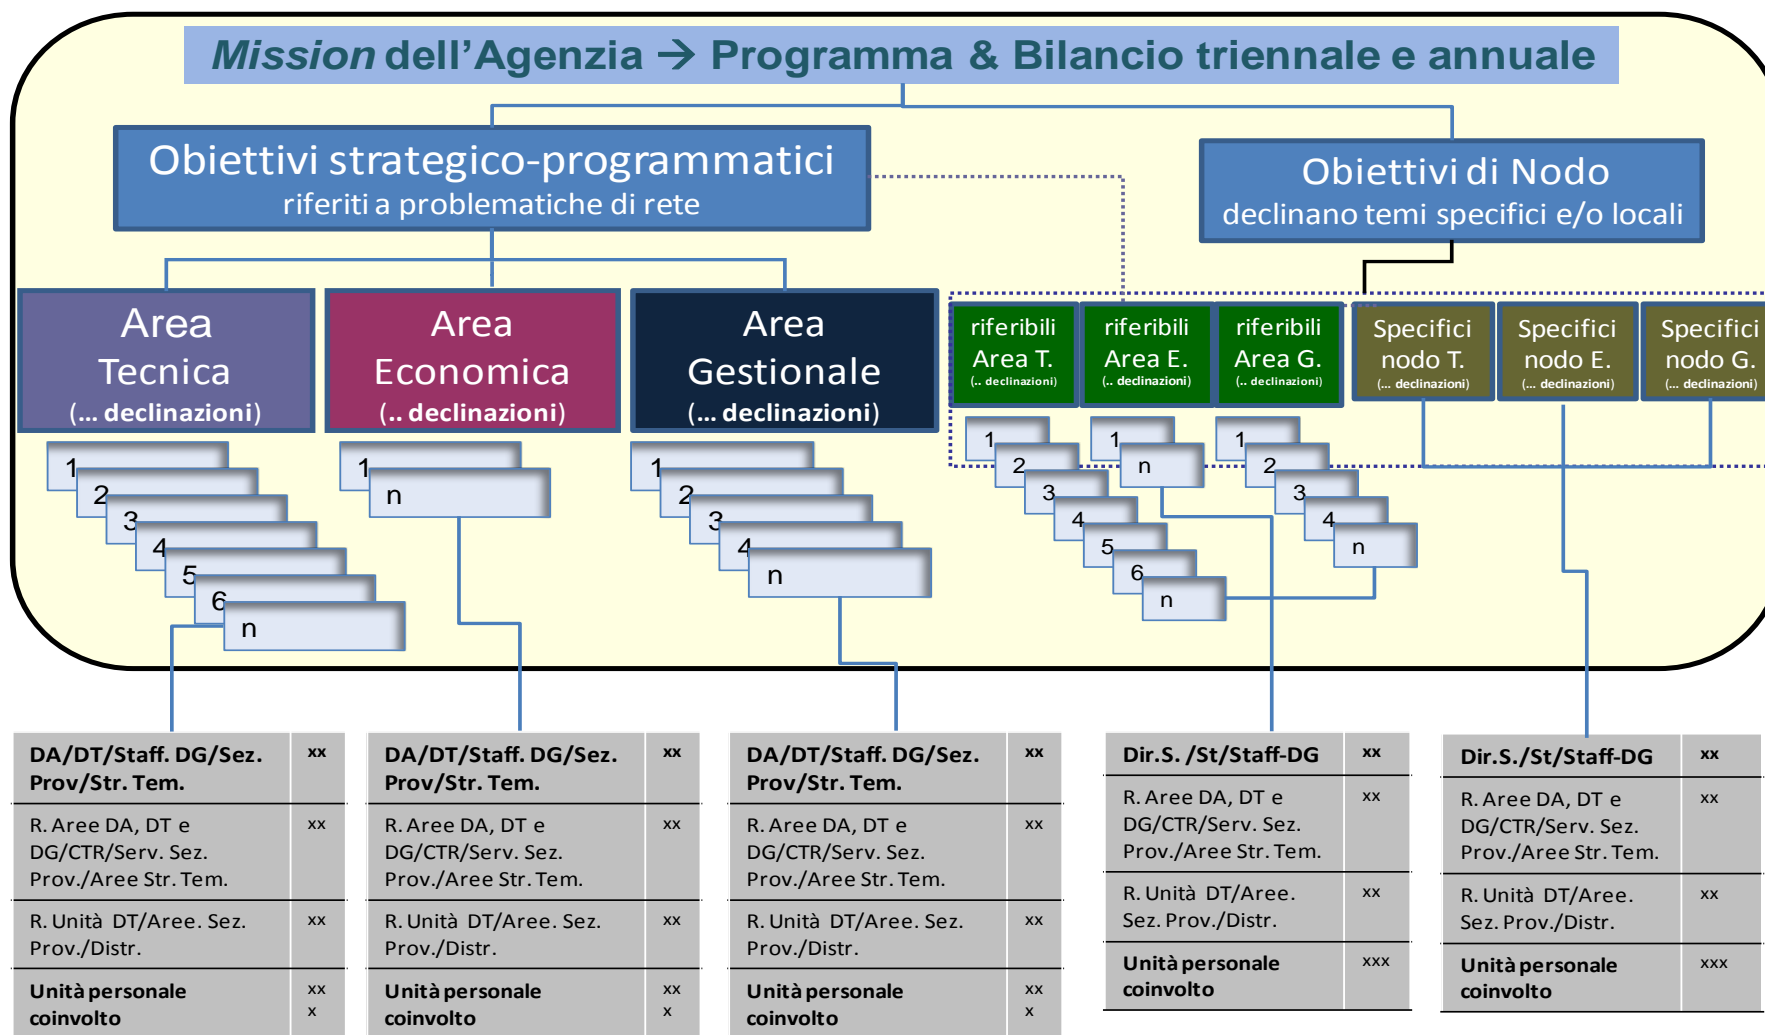 Mission dell'Agenzia → Programma & Bilancio triennale e annuale
Obiettivi strategico-programmatici
riferiti a problematiche di rete
Obiettivi di Nodo
declinano temi specifici e/o locali
Area
Tecnica
(... declinazioni)
Area
Economica
(.. declinazioni)
Area
Gestionale
(... declinazioni)
riferibili
Area T.
(.. declinazioni)
riferibili
Area E.
(.. declinazioni)
riferibili
Area G.
(.. declinazioni)
Specifici
nodo T.
(... declinazioni)
Specifici
nodo E.
(... declinazioni)
Specifici
nodo G.
(... declinazioni)
1
2
3
4
5
6
n
1
n
1
2
3
4
n
1
2
3
4
5
6
n
1
n
1
2
3
4
n
DA/DT/Staff. DG/Sez. xx
Prov/Str. Tem.
R. Aree DA, DT e xx
DG/CTR/Serv. Sez.
Prov./Aree Str. Tem.
R. Unità DT/Aree. Sez. xx
Prov./Distr.
Unità personale xx
coinvolto x
DA/DT/Staff. DG/Sez. xx
Prov/Str. Tem.
R. Aree DA, DT e xx
DG/CTR/Serv. Sez.
Prov./Aree Str. Tem.
R. Unità DT/Aree. Sez. xx
Prov./Distr.
Unità personale xx
coinvolto x
DA/DT/Staff. DG/Sez. xx
Prov/Str. Tem.
R. Aree DA, DT e xx
DG/CTR/Serv. Sez.
Prov./Aree Str. Tem.
R. Unità DT/Aree. Sez. xx
Prov./Distr.
Unità personale xx
coinvolto x
Dir.S. /St/Staff-DG xx
R. Aree DA, DT e xx
DG/CTR/Serv. Sez.
Prov./Aree Str. Tem.
R. Unità DT/Aree. xx
Sez. Prov./Distr.
Unità personale xxx
coinvolto
Dir.S./St/Staff-DG xx
R. Aree DA, DT e xx
DG/CTR/Serv. Sez.
Prov./Aree Str. Tem.
R. Unità DT/Aree. xx
Sez. Prov./Distr.
Unità personale xxx
coinvolto